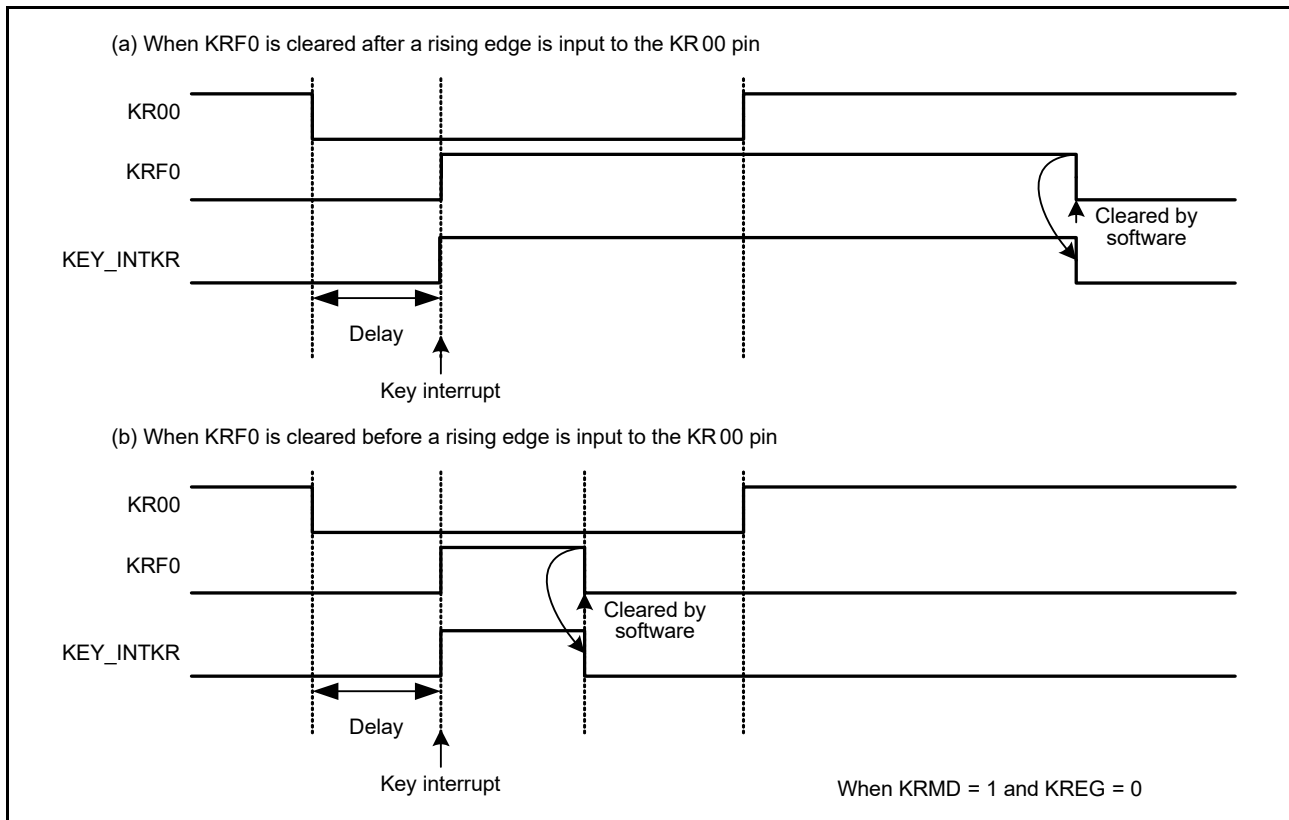 (a) When KRF0 is cleared after a rising edge is input to the KR00 pin
KR00
KRF0
Cleared by
software
KEY_INTKR
Delay
Key interrupt
(b) When KRF0 is cleared before a rising edge is input to the KR00 pin
KR00
KRF0
Cleared by
software
KEY_INTKR
Delay
Key interrupt
When KRMD = 1 and KREG = 0